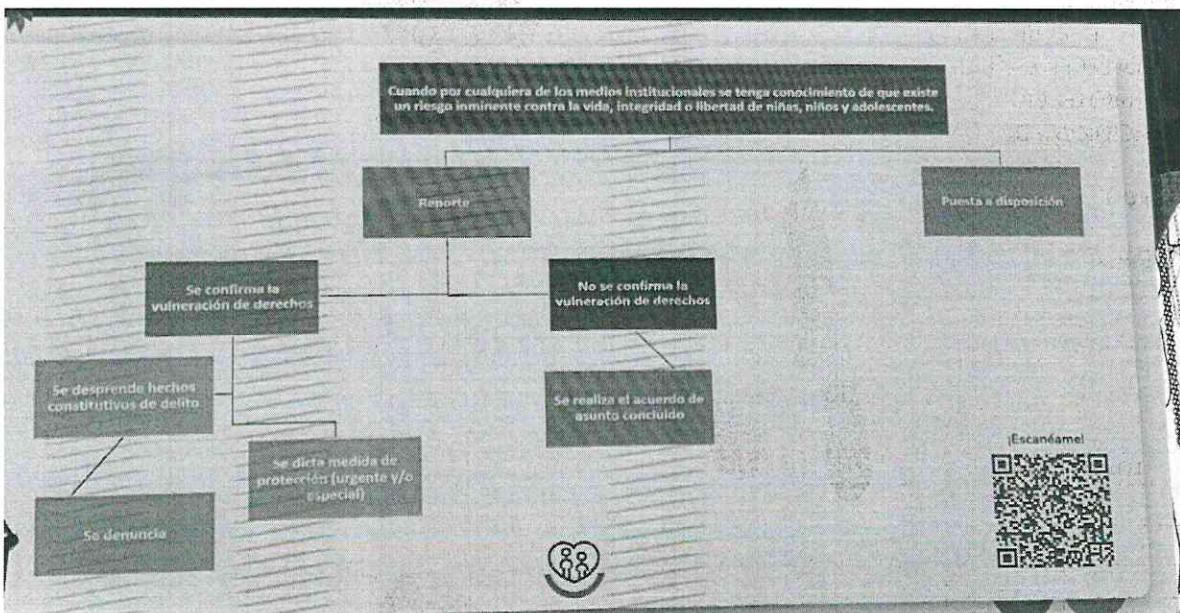 Cuando por cualquiera de los medios institucionales se tenga conocimiento de que existe
un riesgo inminente contra la vida, integridad o libertad de niñas, niños y adolescentes.
Reporte
Puesta a disposición
Se confirma la
vulneración de derechos
No se confirma la
vulneración de derechos
Se desprende hechos
constitutivos de delito
Se realiza el acuerdo de
asunto concluido
Se dicta medida de
protección (urgente y/o
especial)
Se denuncia
¡Escanéame!